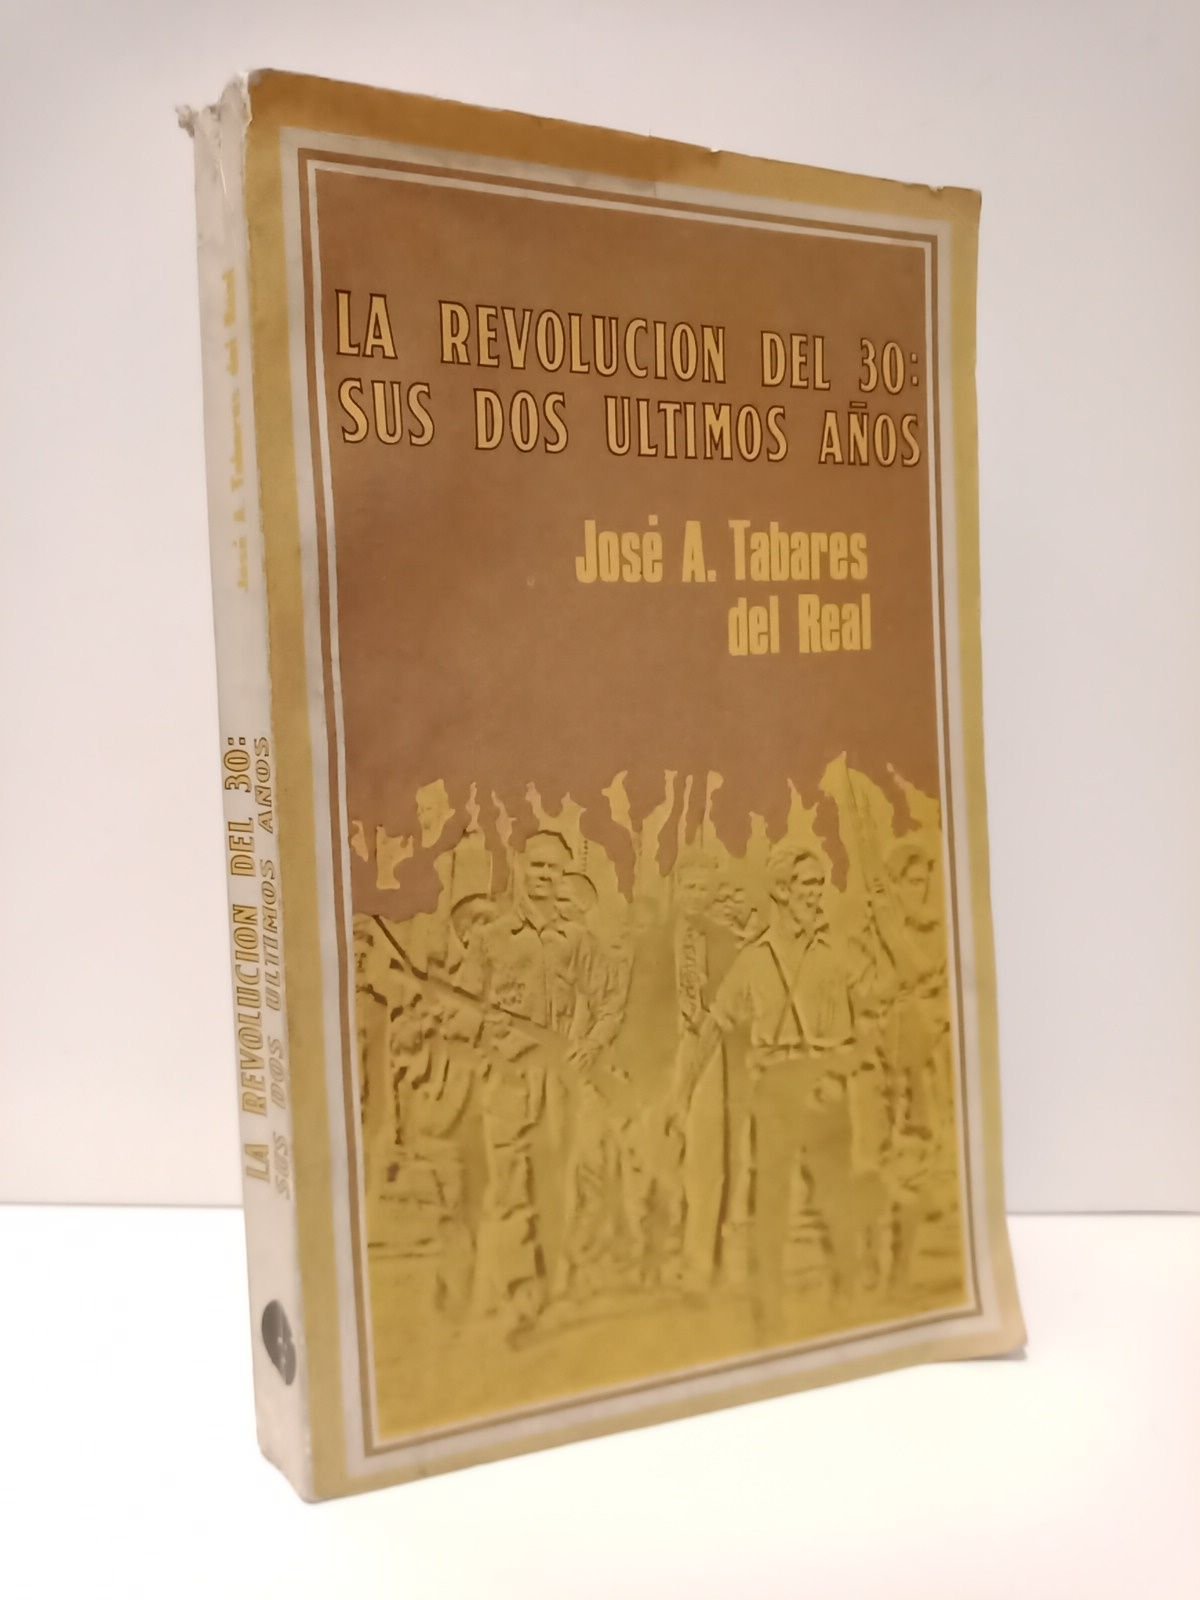 LA REVOLUCION DEL 30:
SUS DOS ULTIMOS AÑOS
José A. Tabares
del Real
José A. Tabares del Real
LA REVOLUCION DEL 30:
SUS DOS ULTIMOS AÑOS